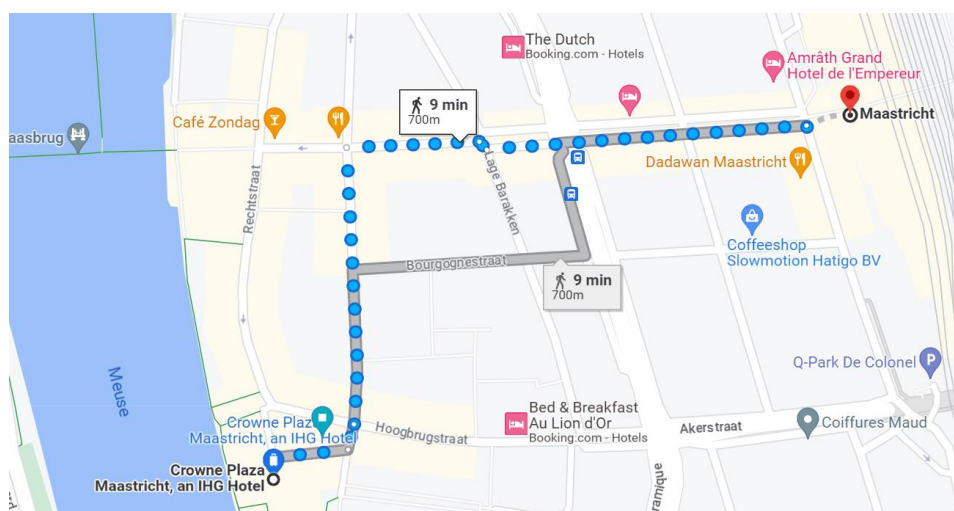 The Dutch
Booking.com - Hotels
Amrâth Grand
Hotel de l'Empereur
9 min
700m
Maastricht
Café Zondag
aasbrug
Lage Barakken
Dadawan Maastricht
Rechtstraat
Coffeeshop
Slowmotion Hatigo BV
Bourgognestraat
9 min
700m
Q-Park De Colonel
P
Meuse
Crowne Plaza
Maastricht, an IHG Hotel
Hoogbrugstraat
Bed & Breakfast
Au Lion d'Or
Booking.com - Hotels
Akerstraat
Coiffures Maud
Crowne Plaza
Maastricht, an IHG Hotel
ramique